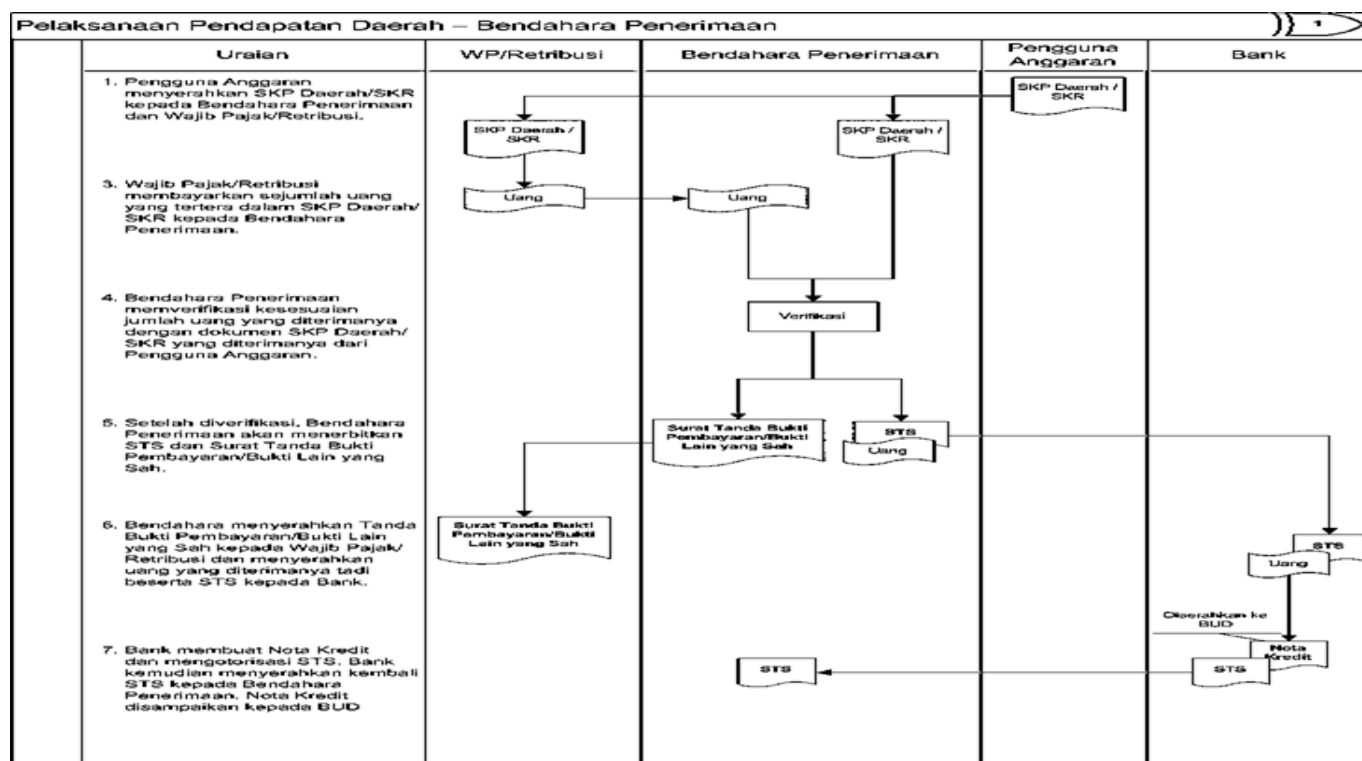 Pelaksanaan Pendapatan Daerah – Bendahara Penerimaan
1
Uraian
WP/Retribusi
Bendahara Penerimaan
Pengguna
Anggaran
Bank
1. Pengguna Anggaran
menyerahkan SKP Daerah/SKR
kepada Bendahara Penerimaan
dan Wajib Pajak/Retribusi.
SKP Daerah /
SKR
SKP Daerah /
SKR
SKP Daerah /
SKR
3. Wajib Pajak/Retribusi
membayarkan sejumlah uang
yang tertera dalam SKP Daerah/
SKR kepada Bendahara
Penerimaan.
Uang
Uang
4. Bendahara Penerimaan
memverifikasi kesesuaian
jumlah uang yang diterimanya
dengan dokumen SKP Daerah/
SKR yang diterimanya dari
Pengguna Anggaran.
Verifikasi
5. Setelah diverifikasi, Bendahara
Penerimaan akan menerbitkan
STS dan Surat Tanda Bukti
Pembayaran/Bukti Lain yang
Sah.
Surat Tanda Bukti
Pembayaran/Bukti
Lain yang Sah
STS
Uang
6. Bendahara menyerahkan Tanda
Bukti Pembayaran/Bukti Lain
yang Sah kepada Wajib Pajak/
Retribusi dan menyerahkan
uang yang diterimanya tadi
beserta STS kepada Bank.
Surat Tanda Bukti
Pembayaran/Bukti
Lain yang Sah
STS
Uang
Diserahkan ke
BUD
7. Bank membuat Nota Kredit
dan mengotorisasi STS. Bank
kemudian menyerahkan kembali
STS kepada Bendahara
Penerimaan. Nota Kredit
disampaikan kepada BUD
STS
Nota
Kredit
STS